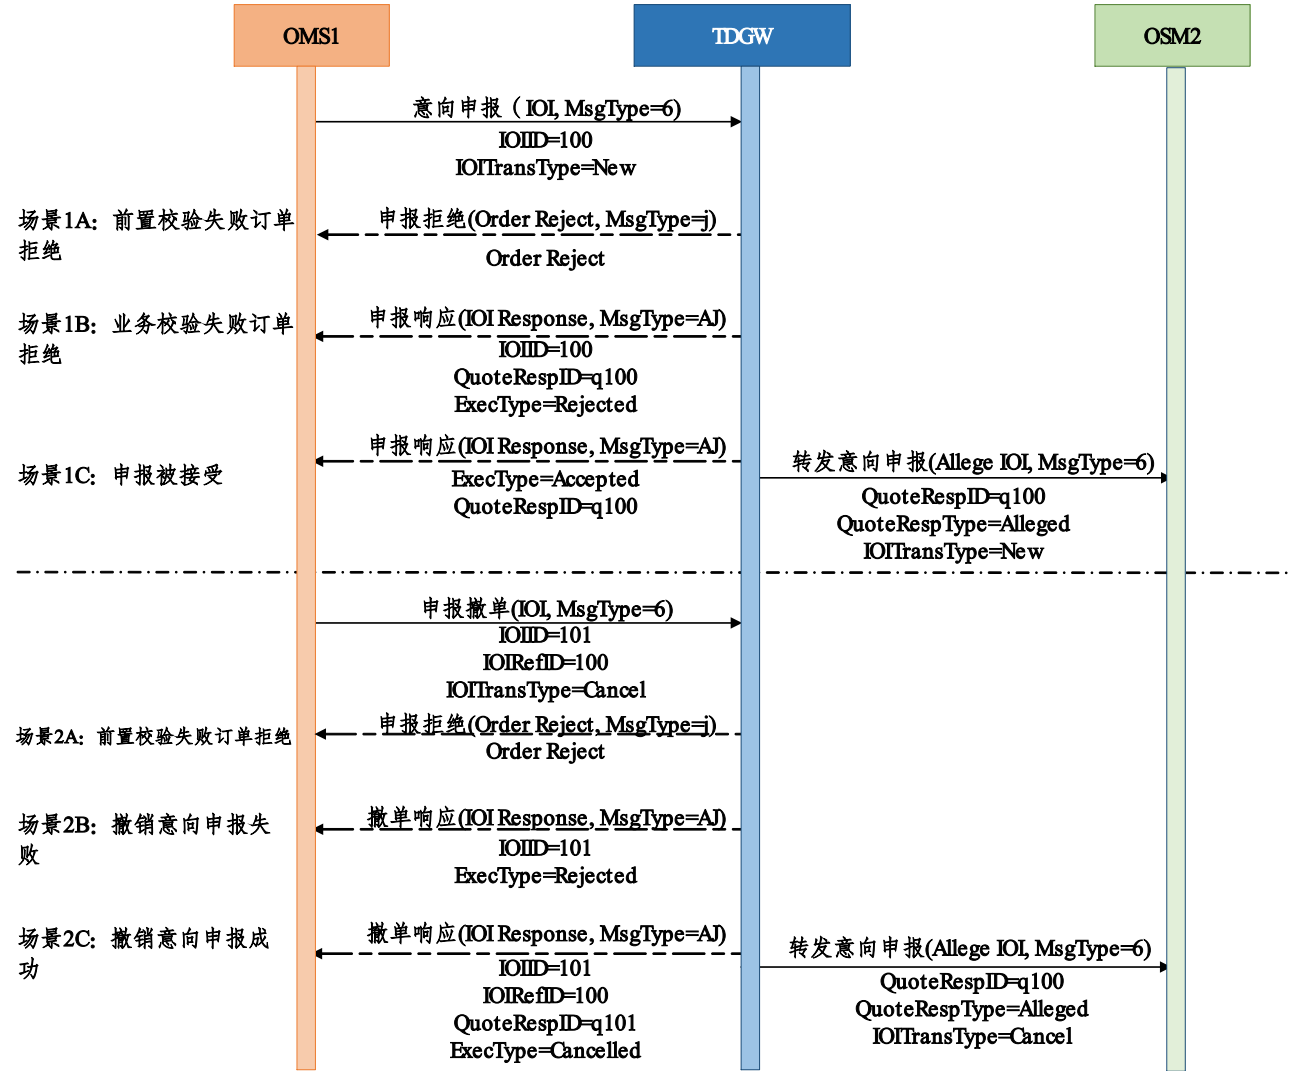 OMS1
TDGW
OSM2
意向申报（IOI, MsgType=6)
IOIID=100
IOITransType=New
场景1A：前置校验失败订单
拒绝
申报拒绝(Order Reject, MsgType=j)
Order Reject
场景1B：业务校验失败订单
拒绝
申报响应(IOI Response, MsgType=AJ)
IOIID=100
QuoteRespID=q100
ExecType=Rejected
场景1C：申报被接受
申报响应(IOI Response, MsgType=AJ)
ExecType=Accepted
QuoteRespID=q100
转发意向申报(Allege IOI, MsgType=6)
QuoteRespID=q100
QuoteRespType=Alleged
IOITransType=New
申报撤单(IOI, MsgType=6)
IOIID=101
IOIRefID=100
IOITransType=Cancel
场景2A：前置校验失败订单拒绝
申报拒绝(Order Reject, MsgType=j)
Order Reject
场景2B：撤销意向申报失
败
撤单响应(IOI Response, MsgType=AJ)
IOIID=101
ExecType=Rejected
场景2C：撤销意向申报成
功
撤单响应(IOI Response, MsgType=AJ)
IOIID=101
IOIRefID=100
QuoteRespID=q101
ExecType=Cancelled
转发意向申报(Allege IOI, MsgType=6)
QuoteRespID=q100
QuoteRespType=Alleged
IOITransType=Cancel